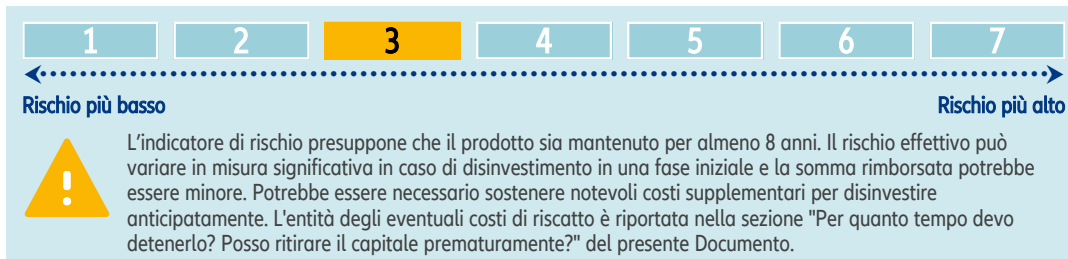 1 2 3 4 5 6 7
Rischio più basso Rischio più alto
L'indicatore di rischio presuppone che il prodotto sia mantenuto per almeno 8 anni. Il rischio effettivo può
variare in misura significativa in caso di disinvestimento in una fase iniziale e la somma rimborsata potrebbe
essere minore. Potrebbe essere necessario sostenere notevoli costi supplementari per disinvestire
anticipatamente. L'entità degli eventuali costi di riscatto è riportata nella sezione "Per quanto tempo devo
detenerlo? Posso ritirare il capitale prematuramente?" del presente Documento.